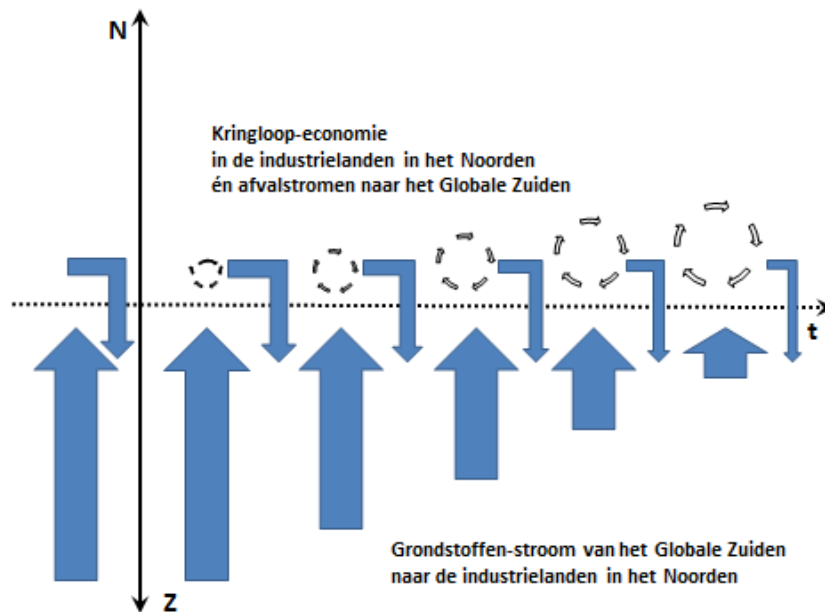 N
Kringloop-economie
in de industrielanden in het Noorden
én afvalstromen naar het Globale Zuiden
t
Grondstoffen-stroom van het Globale Zuiden
naar de industrielanden in het Noorden
Z